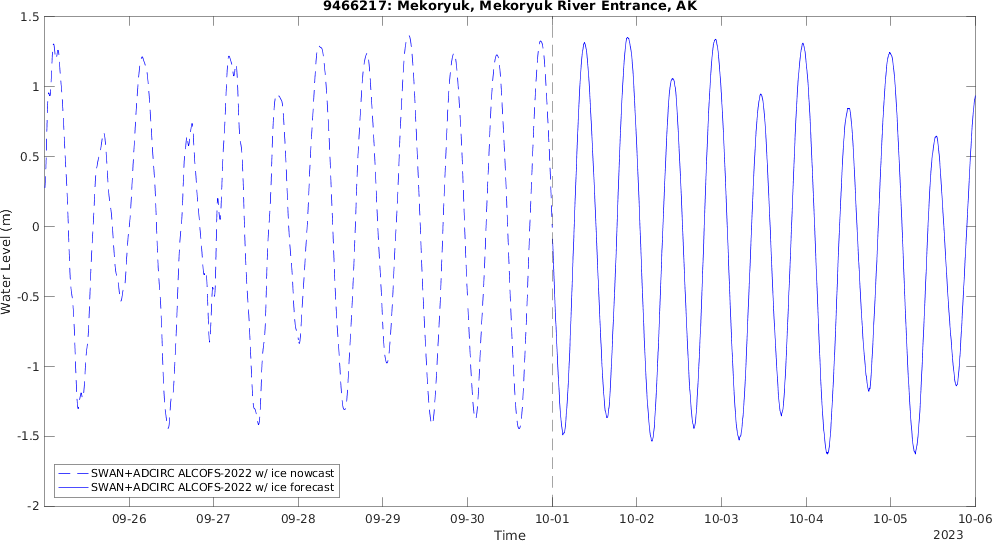 9466217: Mekoryuk, Mekoryuk River Entrance, AK
1.5
1
0.5
0
-0.5
-1
-1.5
-2
Water Level (m)
SWAN+ADCIRC ALCOFS-2022 w/ ice nowcast
SWAN+ADCIRC ALCOFS-2022 w/ ice forecast
09-26 09-27 09-28 09-29 09-30 10-01 10-02 10-03 10-04 10-05 10-06
Time
2023